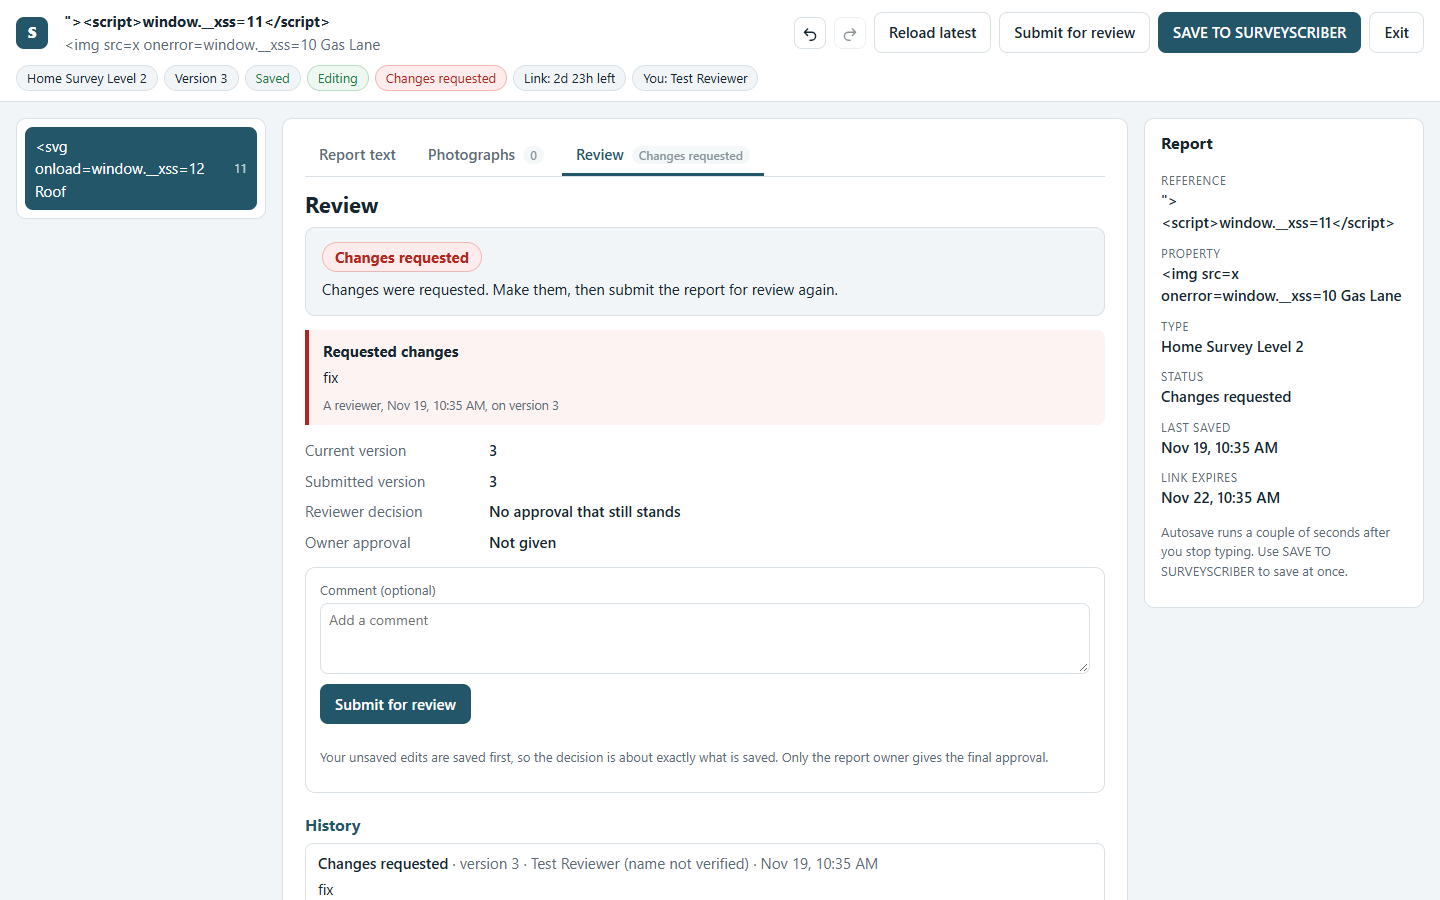 S
"><script>window.__xss=11</script>
<img src=x onerror=window.__xss=10 Gas Lane
Reload latest
Submit for review
SAVE TO SURVEYSCRIBER
Exit
Home Survey Level 2
Version 3
Saved
Editing
Changes requested
Link: 2d 23h left
You: Test Reviewer
<svg
onload=window.__xss=12
Roof
11
Report text
Photographs 0
Review Changes requested
Review
Changes requested
Changes were requested. Make them, then submit the report for review again.
Requested changes
fix
A reviewer, Nov 19, 10:35 AM, on version 3
Current version 3
Submitted version 3
Reviewer decision No approval that still stands
Owner approval Not given
Comment (optional)
Add a comment
Submit for review
Your unsaved edits are saved first, so the decision is about exactly what is saved. Only the report owner gives the final approval.
History
Changes requested · version 3 · Test Reviewer (name not verified) · Nov 19, 10:35 AM
fix
Report
REFERENCE
">
<script>window.__xss=11</script>
PROPERTY
<img src=x
onerror=window.__xss=10 Gas Lane
TYPE
Home Survey Level 2
STATUS
Changes requested
LAST SAVED
Nov 19, 10:35 AM
LINK EXPIRES
Nov 22, 10:35 AM
Autosave runs a couple of seconds after
you stop typing. Use SAVE TO
SURVEYSCRIBER to save at once.